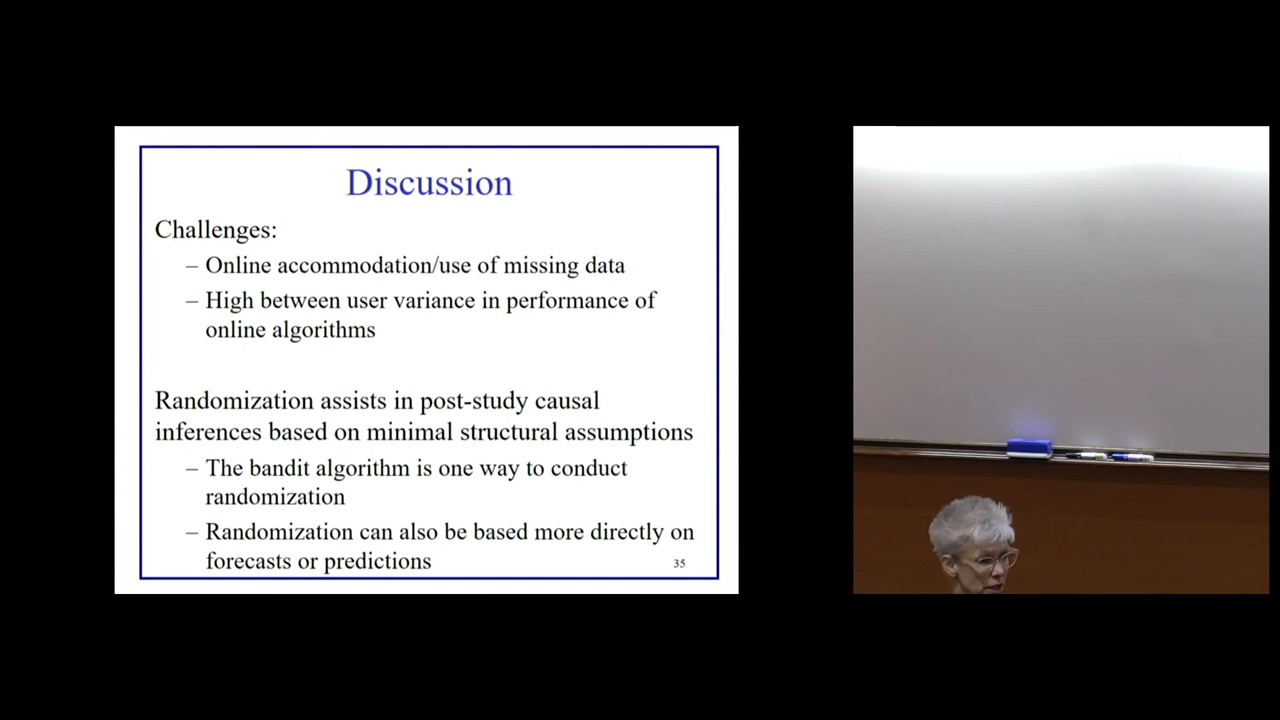 Discussion
Challenges:
– Online accommodation/use of missing data
– High between user variance in performance of
online algorithms
Randomization assists in post-study causal
inferences based on minimal structural assumptions
– The bandit algorithm is one way to conduct
randomization
– Randomization can also be based more directly on
forecasts or predictions
35